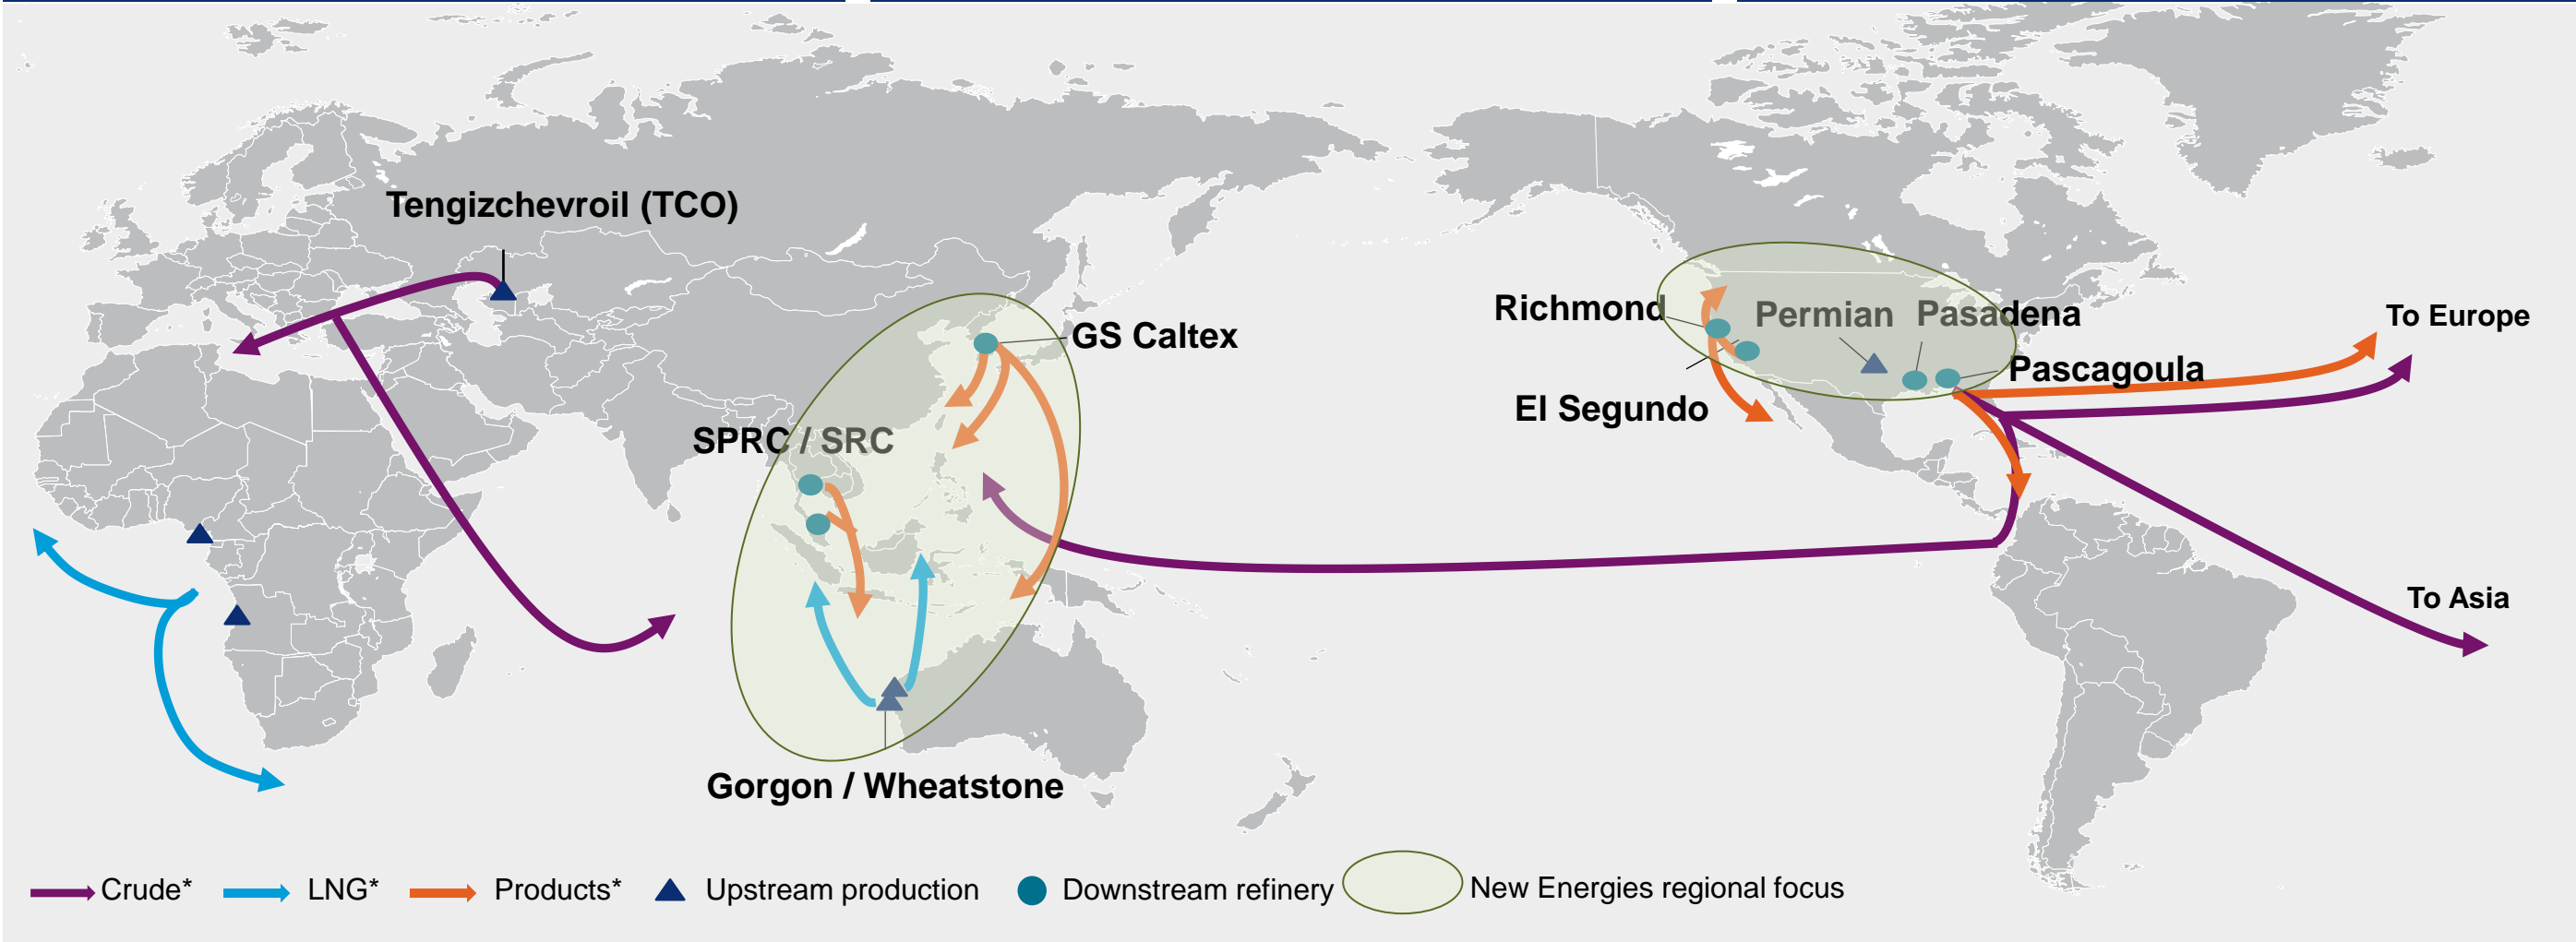 Tengizchevroil (TCO)
GS Caltex
SPRC / SRC
Gorgon / Wheatstone
Richmond
El Segundo
Permian
Pasadena
Pascagoula
To Europe
To Asia
Crude*
LNG*
Products*
Upstream production
Downstream refinery
New Energies regional focus